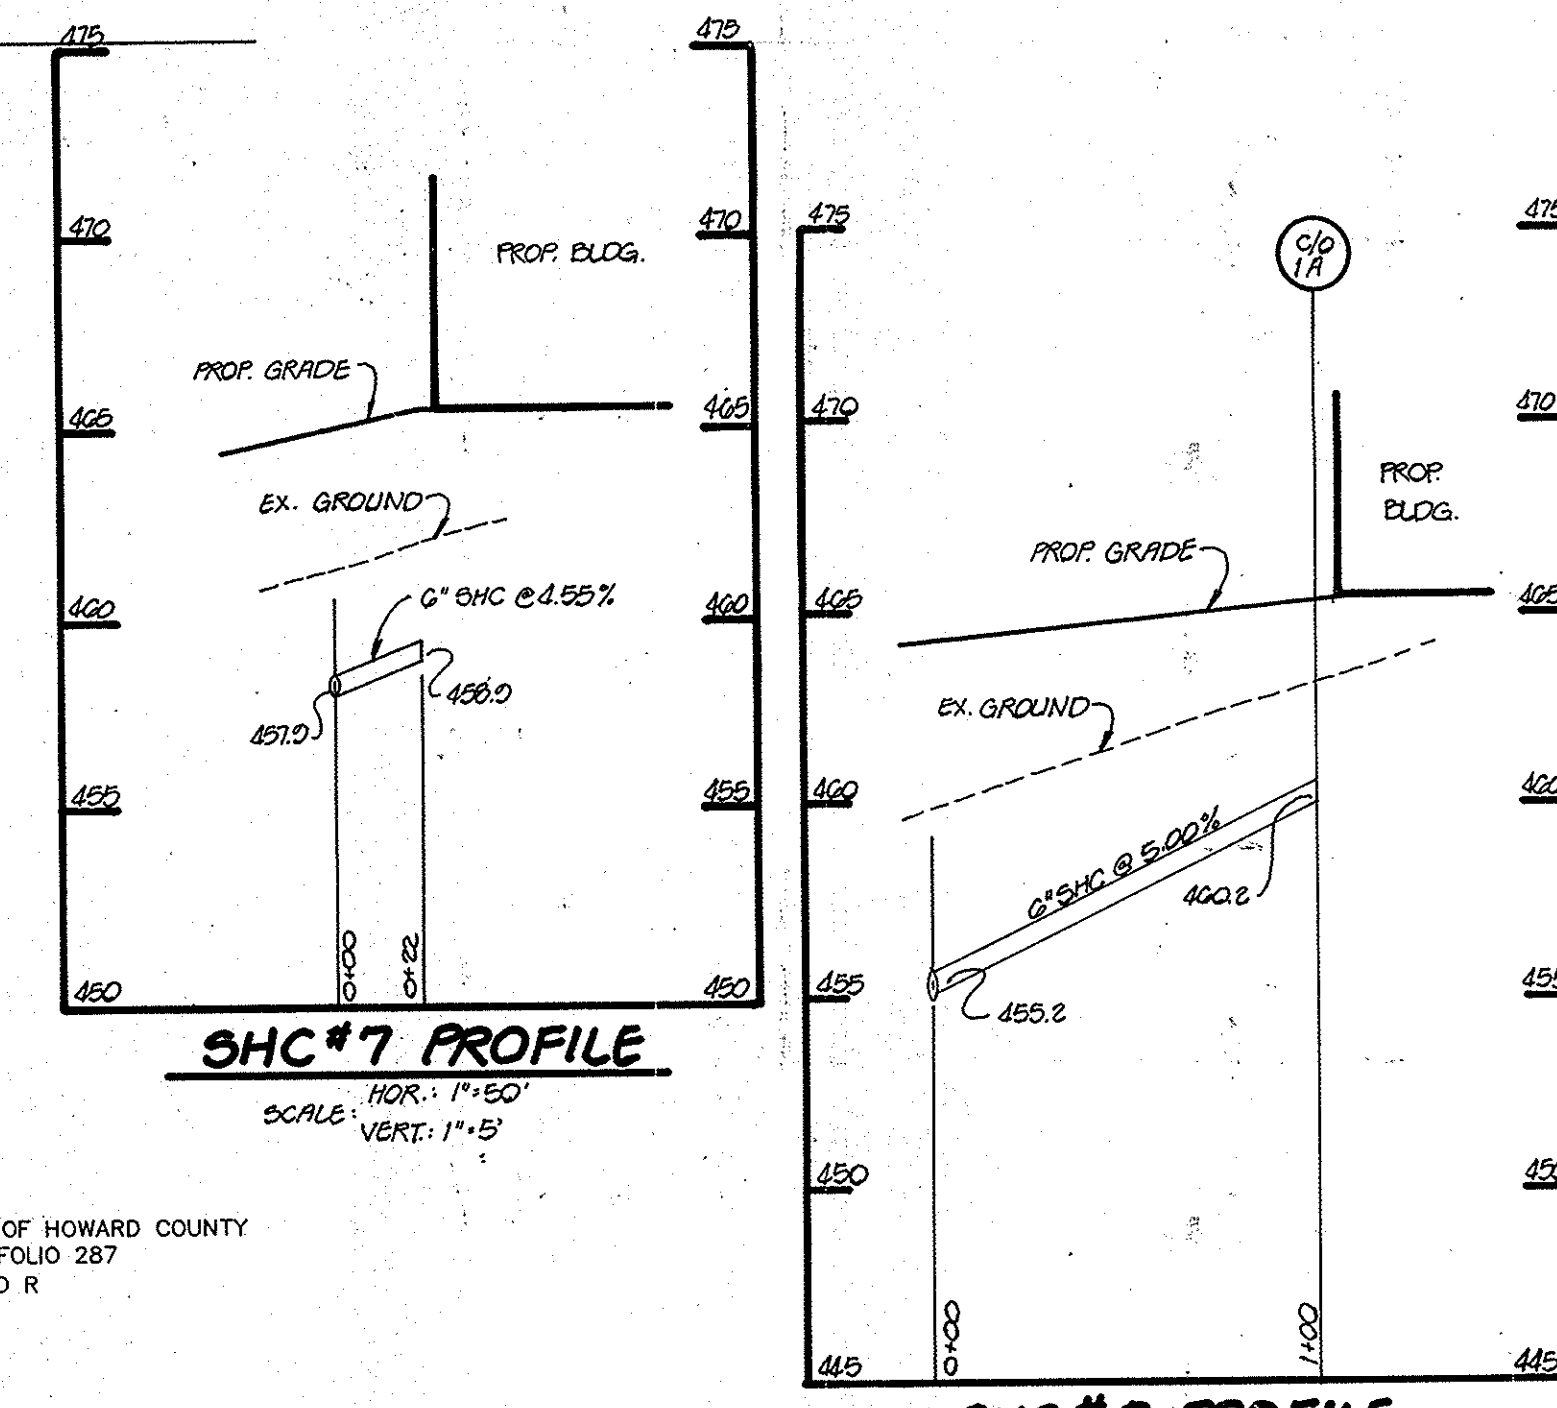 475
475
470
470
PROP. BLDG.
PROP. GRADE
465
465
EX. GROUND
6" SHC @ 4.55%
460
460
458.9
457.9
455
455
0+00
0+22
450
450
SHC #7 PROFILE
SCALE:
HOR.: 1"=50'
VERT.: 1"=5'
OF HOWARD COUNTY
FOLIO 287
R
475
475
C/O
1A
470
470
PROP.
BLDG.
PROP. GRADE
465
465
EX. GROUND
460
460
6" SHC @ 5.00%
460.2
455
455
455.2
450
450
0+00
1+00
445
445
PROFILE